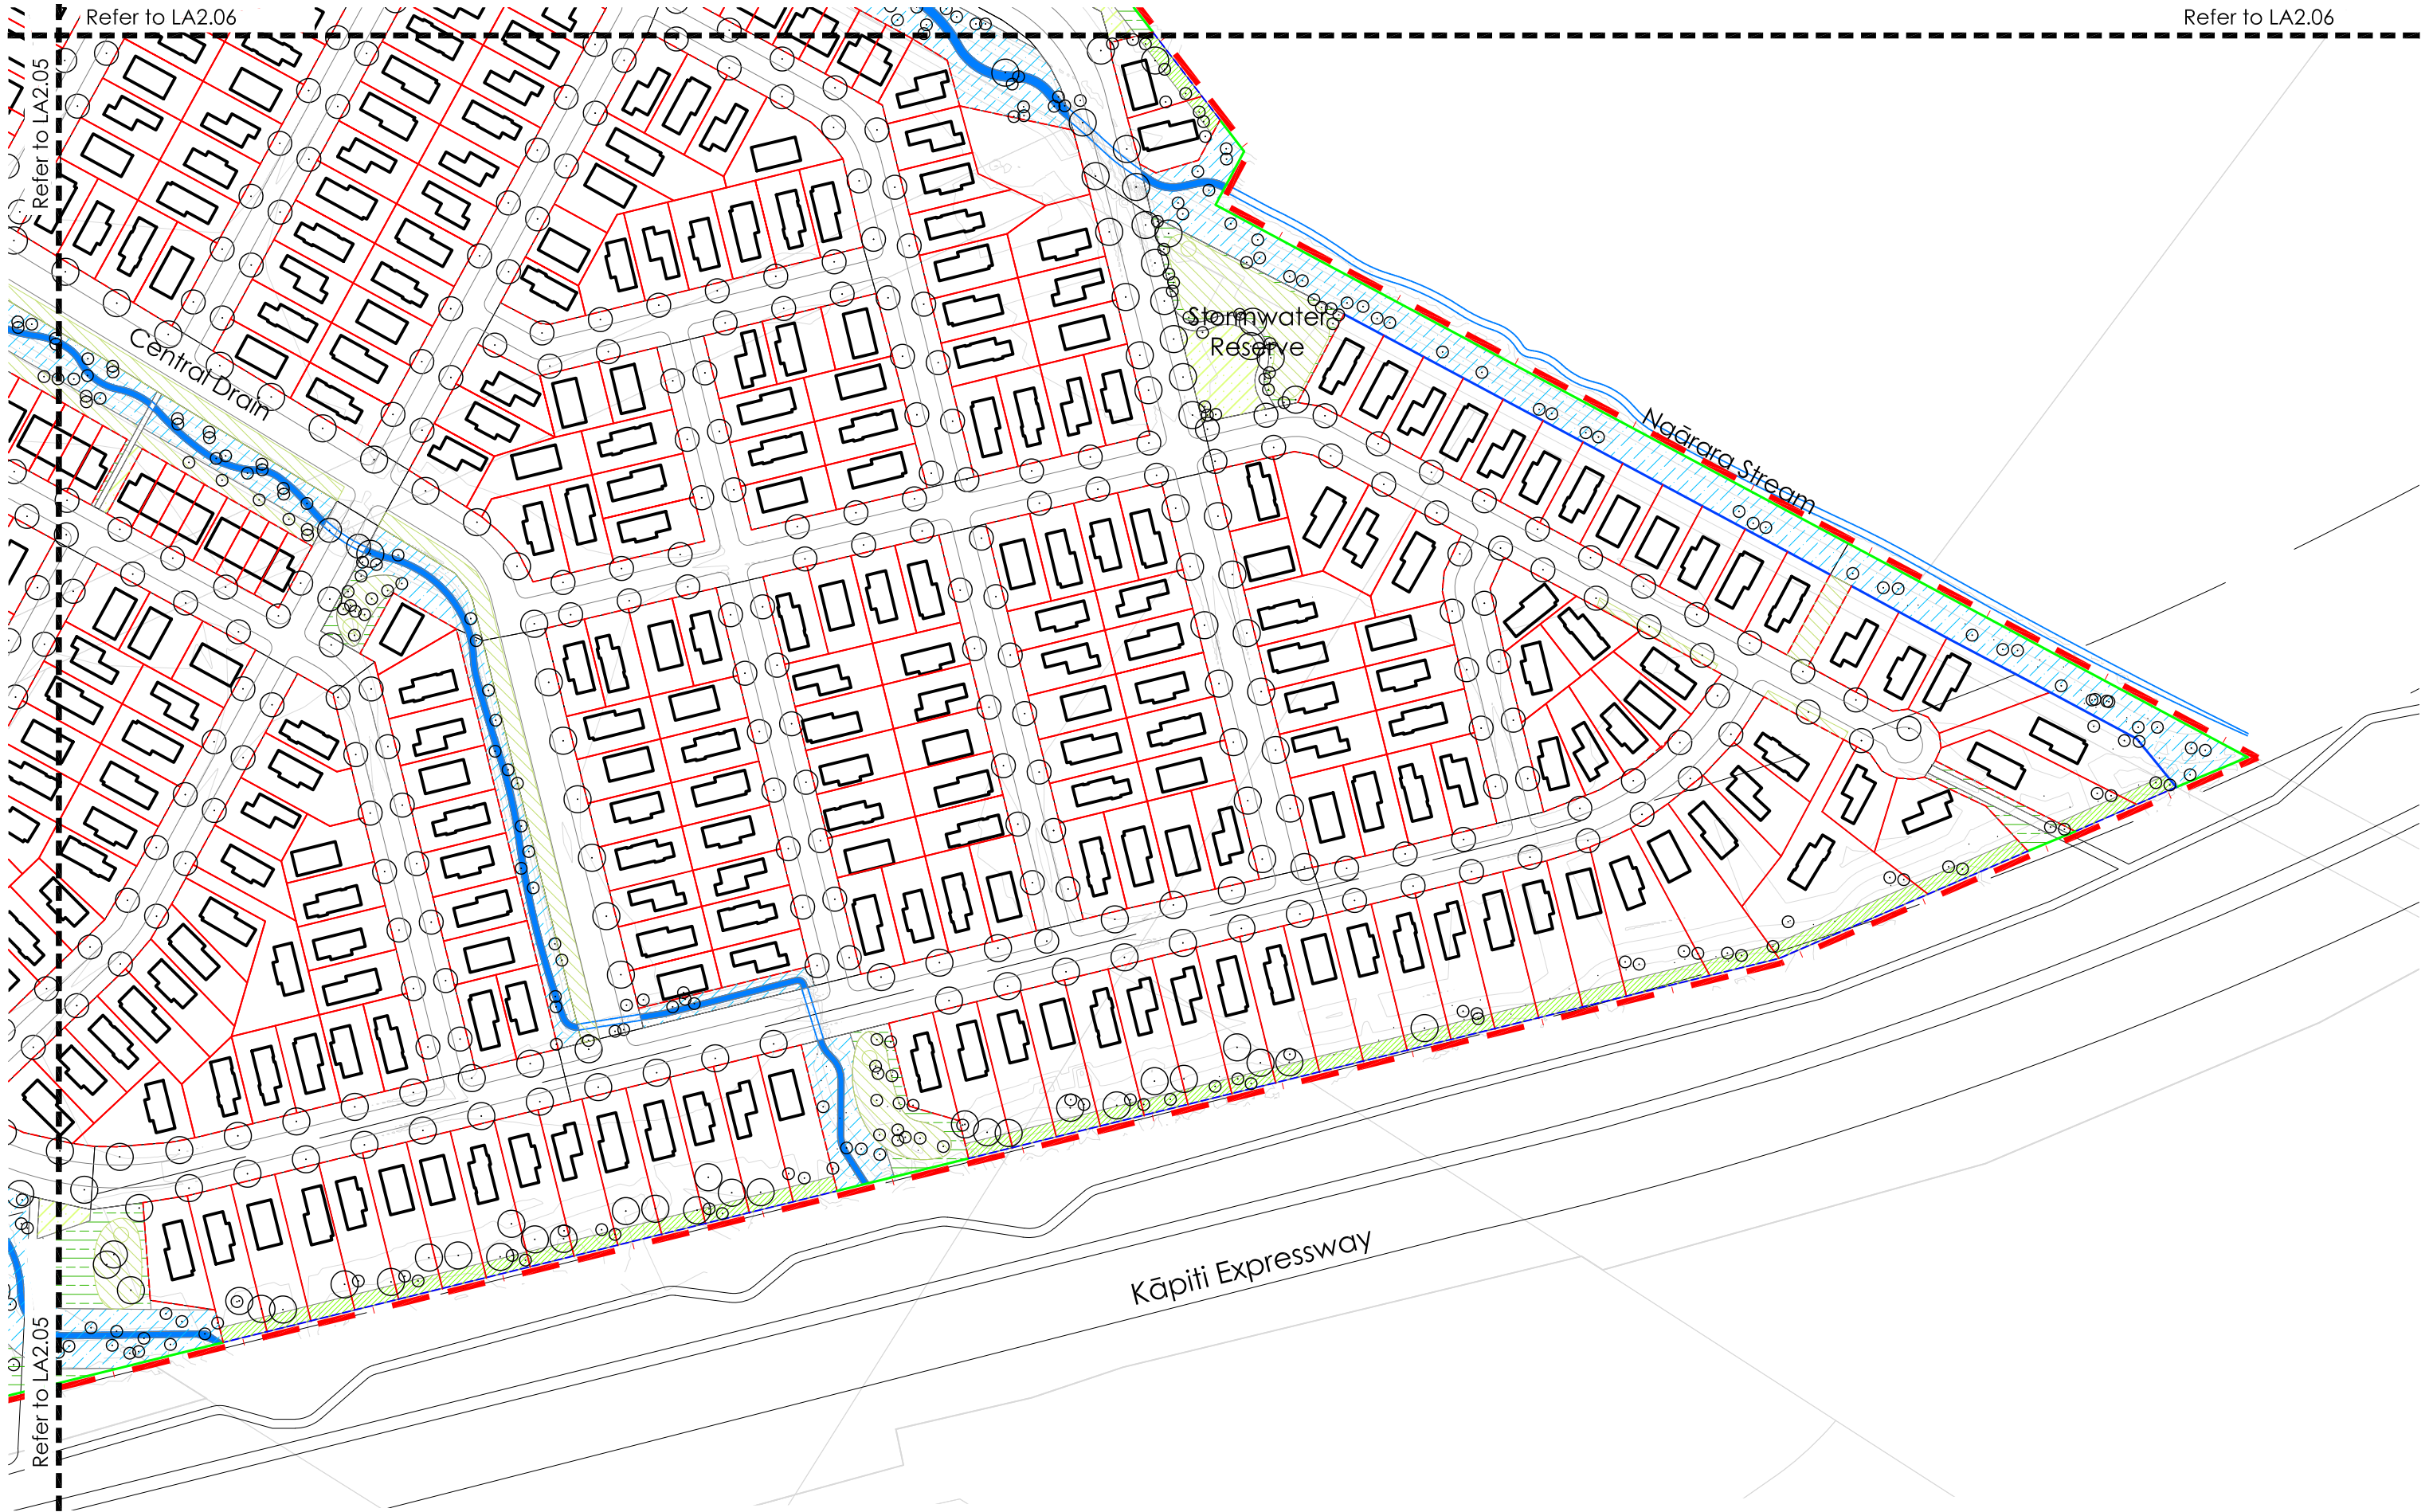 Refer to LA2.06
Refer to LA2.06
Refer to LA2.05
Central Drain
Stormwater
Reserve
Ngārara Stream
Kāpiti Expressway
Refer to LA2.05